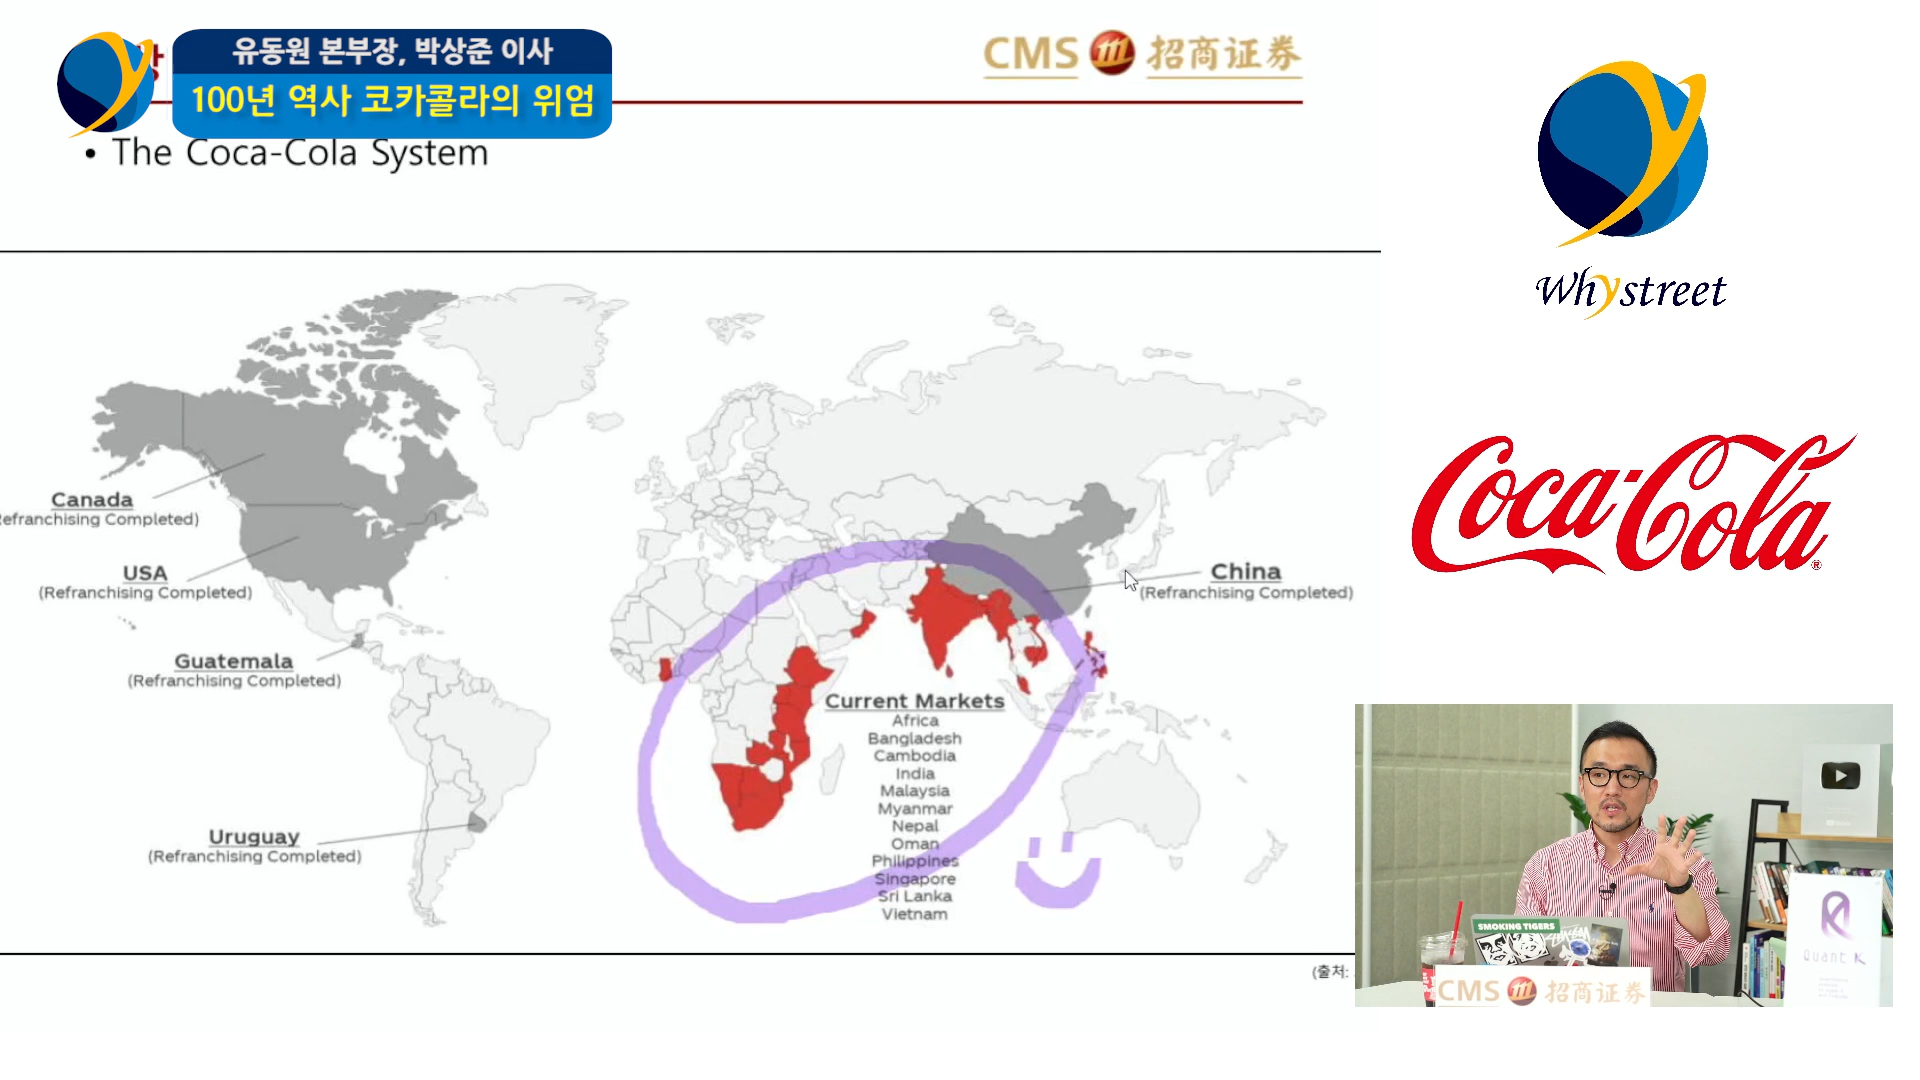 유동원 본부장, 박상준 이사
100년 역사 코카콜라의 위엄
CMS 招商证券
• The Coca-Cola System
Canada
(Refranchising Completed)
USA
(Refranchising Completed)
Guatemala
(Refranchising Completed)
Uruguay
(Refranchising Completed)
China
(Refranchising Completed)
Current Markets
Africa
Bangladesh
Cambodia
India
Malaysia
Myanmar
Nepal
Oman
Philippines
Singapore
Sri Lanka
Vietnam
(출처:
Whystreet
Coca-Cola®
SMOKING TIGERS
CMS 招商证券
Quant K